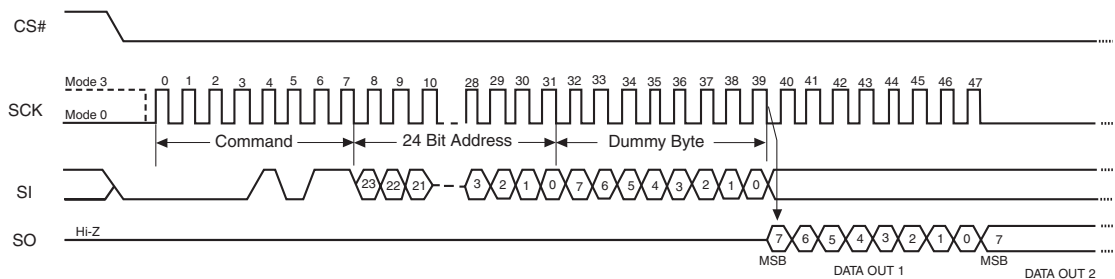 CS#
0 1 2 3 4 5 6 7 8 9 10 28 29 30 31 32 33 34 35 36 37 38 39 40 41 42 43 44 45 46 47
Mode 3
SCK
Mode 0
Command 24 Bit Address Dummy Byte
SI 23 22 21 3 2 1 0 7 6 5 4 3 2 1 0
SO Hi-Z 7 6 5 4 3 2 1 0 7
MSB DATA OUT 1 MSB DATA OUT 2